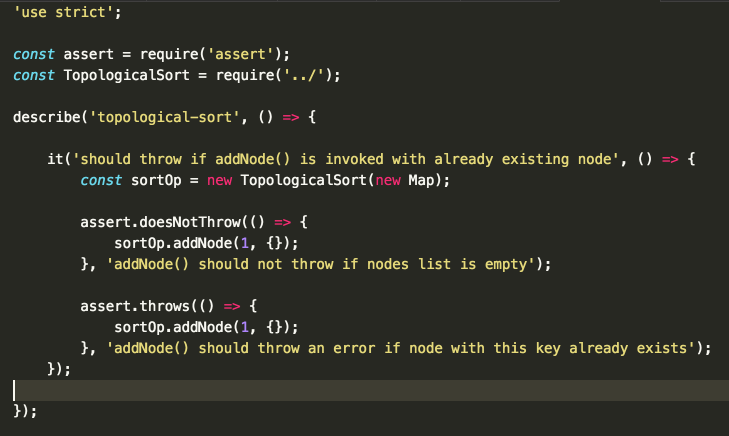 'use strict';
const assert = require('assert');
const TopologicalSort = require('../');
describe('topological-sort', () => {
it('should throw if addNode() is invoked with already existing node', () => {
const sortOp = new TopologicalSort(new Map);
assert.doesNotThrow(() => {
sortOp.addNode(1, {});
}, 'addNode() should not throw if nodes list is empty');
assert.throws(() => {
sortOp.addNode(1, {});
}, 'addNode() should throw an error if node with this key already exists');
});
});